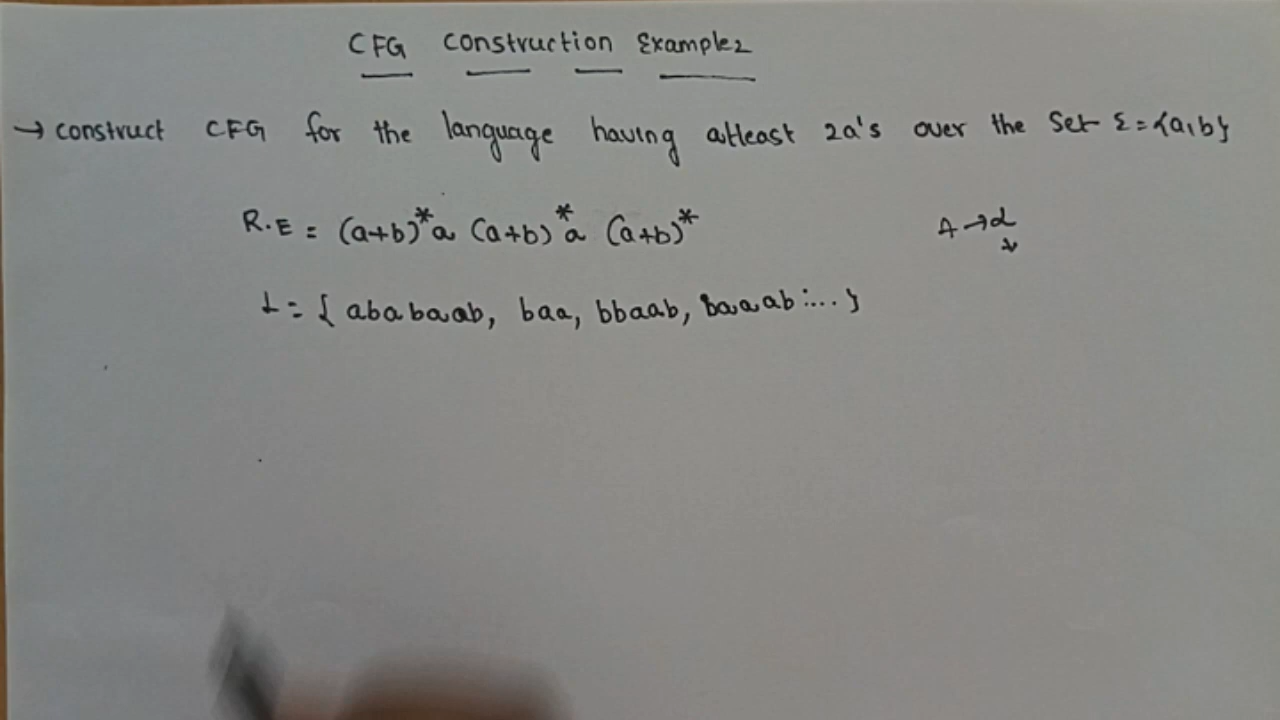 CFG construction Example2
→ construct CFG for the language having atleast 2a's over the set Σ={a,b}
R.E = (a+b)*a (a+b)*a (a+b)*
A→α
↓
L = { ababaab, baa, bbaab, baaab .... }